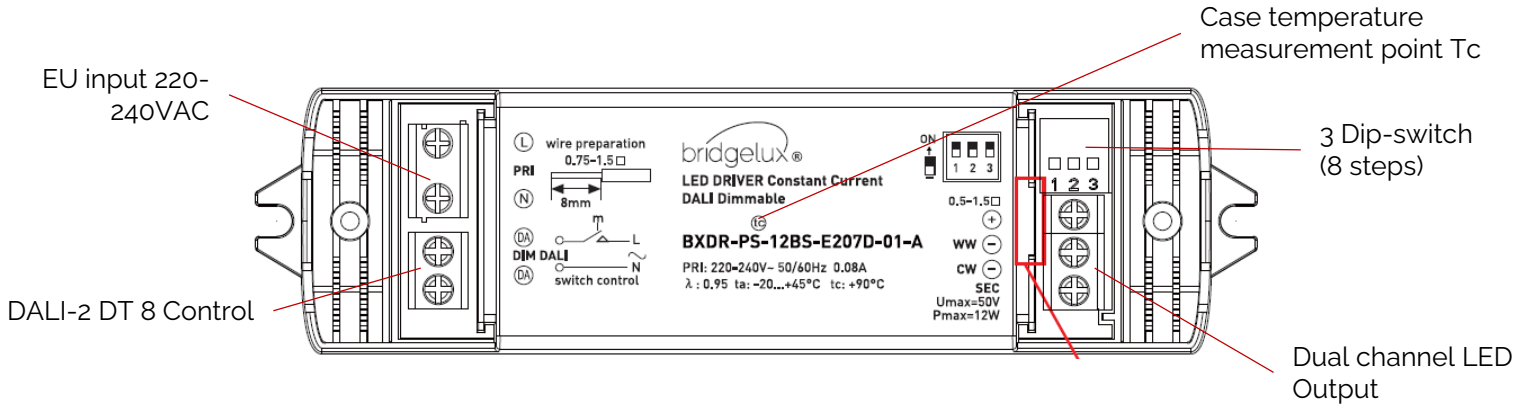 Case temperature
measurement point Tc
EU input 220-
240VAC
3 Dip-switch
(8 steps)
DALI-2 DT 8 Control
Dual channel LED
Output
L
PRI
N
wire preparation
0.75-1.5□
8mm
DA
DIM DALI
DA
L
N
switch control
bridgelux®
LED DRIVER Constant Current
DALI Dimmable
tc
BXDR-PS-12BS-E207D-01-A
PRI: 220-240V~ 50/60Hz 0.08A
λ : 0.95 ta: -20...+45°C tc: +90°C
ON
1 2 3
0.5-1.5□
+
WW −
CW −
SEC
Umax=50V
Pmax=12W
1 2 3